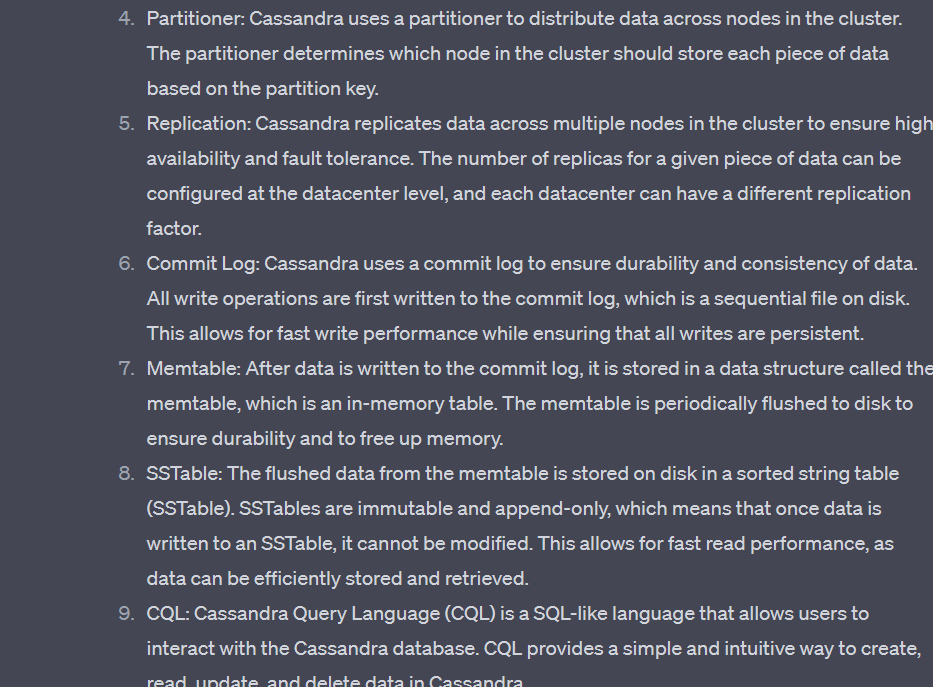 4. Partitioner: Cassandra uses a partitioner to distribute data across nodes in the cluster.
The partitioner determines which node in the cluster should store each piece of data
based on the partition key.
5. Replication: Cassandra replicates data across multiple nodes in the cluster to ensure high
availability and fault tolerance. The number of replicas for a given piece of data can be
configured at the datacenter level, and each datacenter can have a different replication
factor.
6. Commit Log: Cassandra uses a commit log to ensure durability and consistency of data.
All write operations are first written to the commit log, which is a sequential file on disk.
This allows for fast write performance while ensuring that all writes are persistent.
7. Memtable: After data is written to the commit log, it is stored in a data structure called the
memtable, which is an in-memory table. The memtable is periodically flushed to disk to
ensure durability and to free up memory.
8. SSTable: The flushed data from the memtable is stored on disk in a sorted string table
(SSTable). SSTables are immutable and append-only, which means that once data is
written to an SSTable, it cannot be modified. This allows for fast read performance, as
data can be efficiently stored and retrieved.
9. CQL: Cassandra Query Language (CQL) is a SQL-like language that allows users to
interact with the Cassandra database. CQL provides a simple and intuitive way to create,
read, update, and delete data in Cassandra.